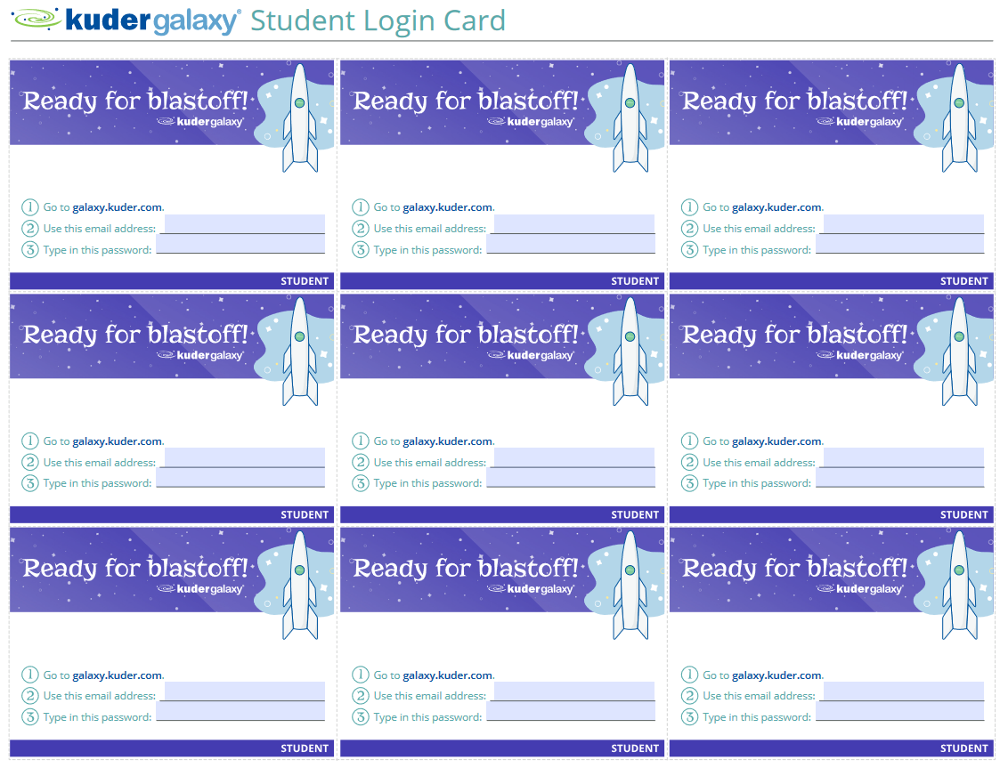 kudergalaxy® Student Login Card
Ready for blastoff!
kudergalaxy®
1 Go to galaxy.kuder.com.
2 Use this email address:
3 Type in this password:
STUDENT
Ready for blastoff!
kudergalaxy®
1 Go to galaxy.kuder.com.
2 Use this email address:
3 Type in this password:
STUDENT
Ready for blastoff!
kudergalaxy®
1 Go to galaxy.kuder.com.
2 Use this email address:
3 Type in this password:
STUDENT
Ready for blastoff!
kudergalaxy®
1 Go to galaxy.kuder.com.
2 Use this email address:
3 Type in this password:
STUDENT
Ready for blastoff!
kudergalaxy®
1 Go to galaxy.kuder.com.
2 Use this email address:
3 Type in this password:
STUDENT
Ready for blastoff!
kudergalaxy®
1 Go to galaxy.kuder.com.
2 Use this email address:
3 Type in this password:
STUDENT
Ready for blastoff!
kudergalaxy®
1 Go to galaxy.kuder.com.
2 Use this email address:
3 Type in this password:
STUDENT
Ready for blastoff!
kudergalaxy®
1 Go to galaxy.kuder.com.
2 Use this email address:
3 Type in this password:
STUDENT
Ready for blastoff!
kudergalaxy®
1 Go to galaxy.kuder.com.
2 Use this email address:
3 Type in this password:
STUDENT